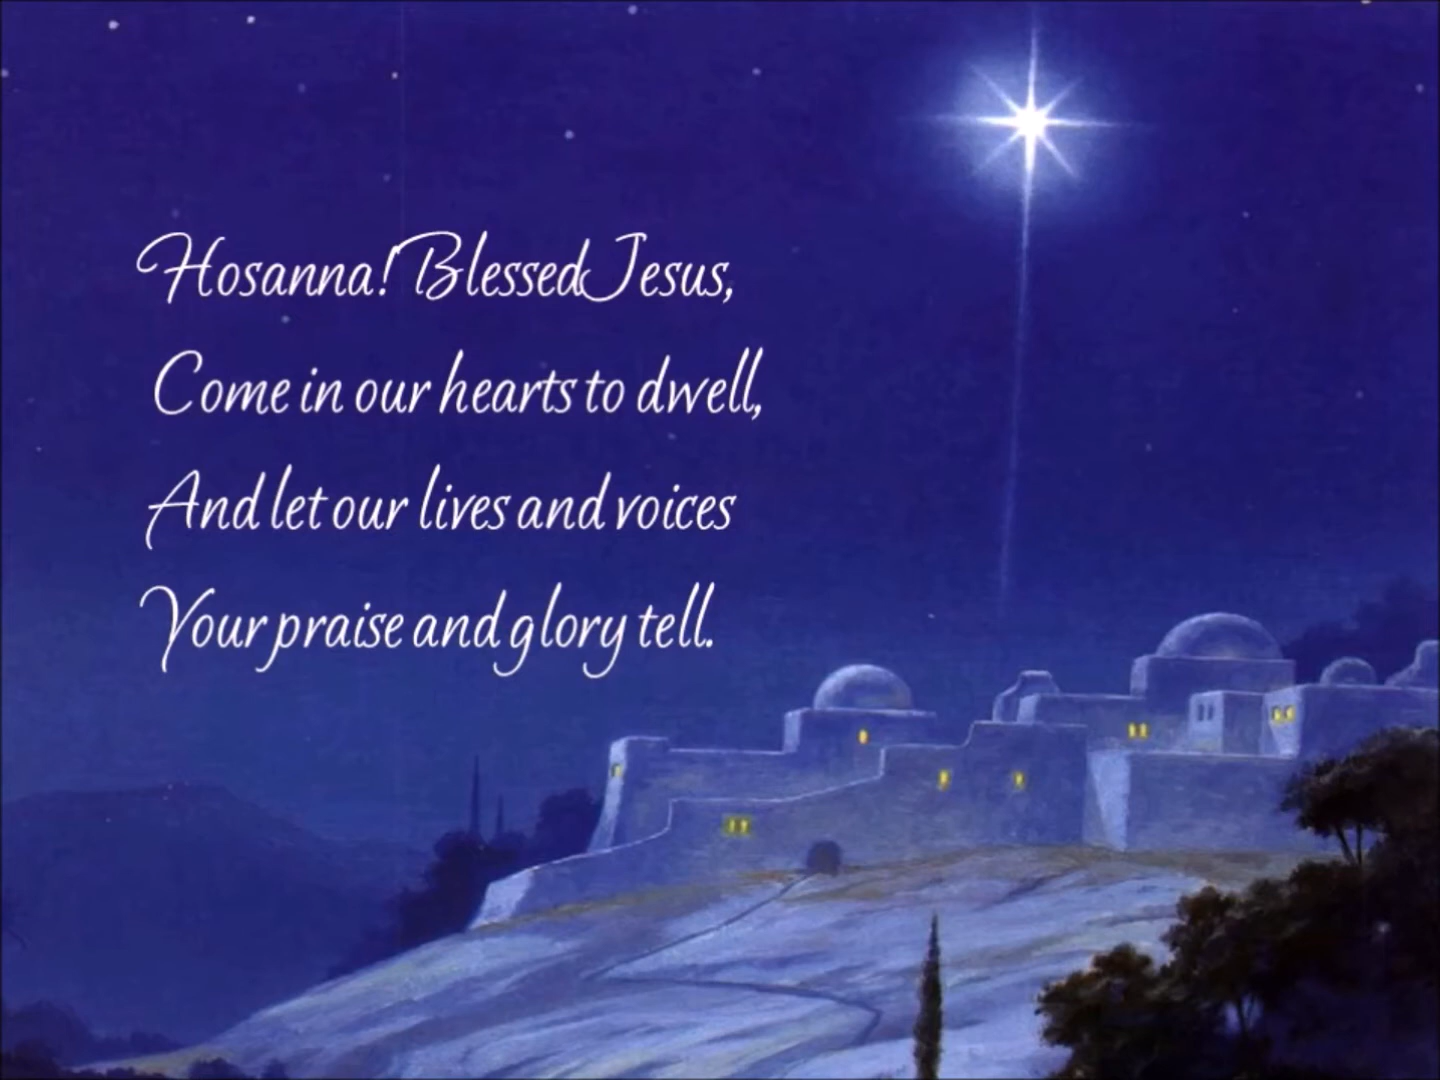 Hosanna! Blessed Jesus,
Come in our hearts to dwell,
And let our lives and voices
Your praise and glory tell.